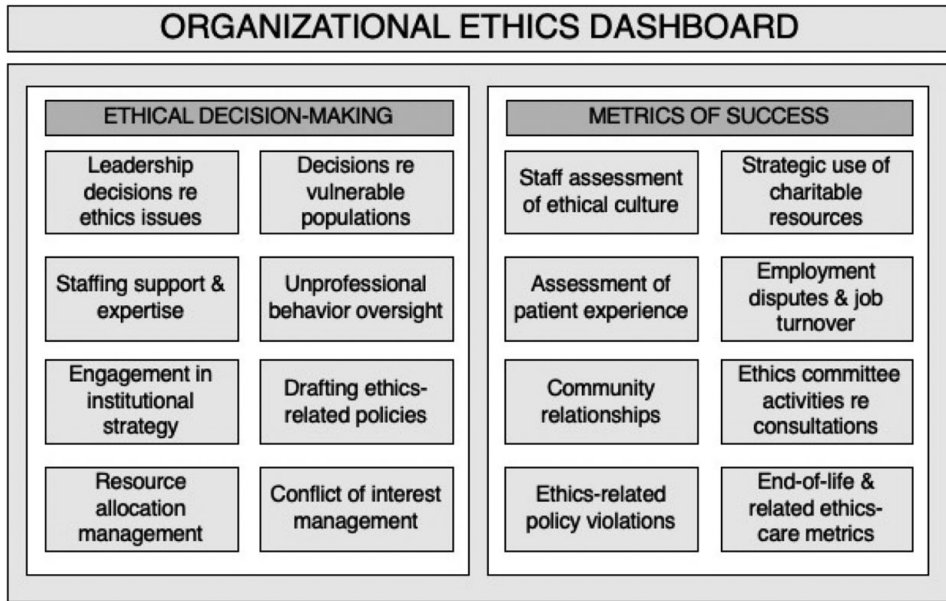 ORGANIZATIONAL ETHICS DASHBOARD
ETHICAL DECISION-MAKING
Leadership
decisions re
ethics issues
Decisions re
vulnerable
populations
Staffing support &
expertise
Unprofessional
behavior oversight
Engagement in
institutional
strategy
Drafting ethics-
related policies
Resource
allocation
management
Conflict of interest
management
METRICS OF SUCCESS
Staff assessment
of ethical culture
Strategic use of
charitable
resources
Assessment of
patient experience
Employment
disputes & job
turnover
Community
relationships
Ethics committee
activities re
consultations
Ethics-related
policy violations
End-of-life &
related ethics-
care metrics